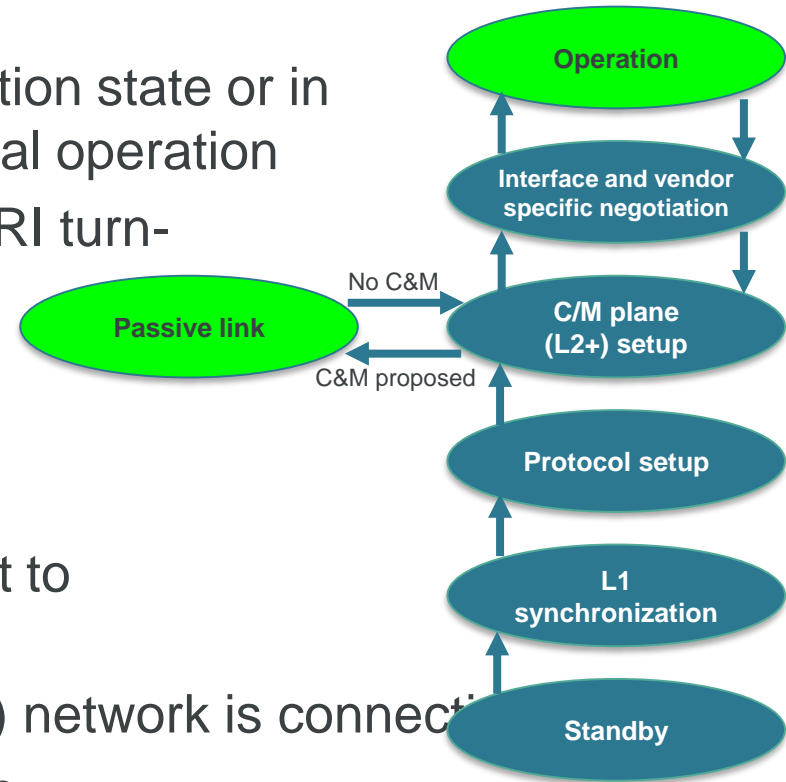 tion state or in
al operation
RI turn-
t to
) network is connecti
Operation
Interface and vendor
specific negotiation
No C&M
Passive link
C/M plane
(L2+) setup
C&M proposed
Protocol setup
L1
synchronization
Standby